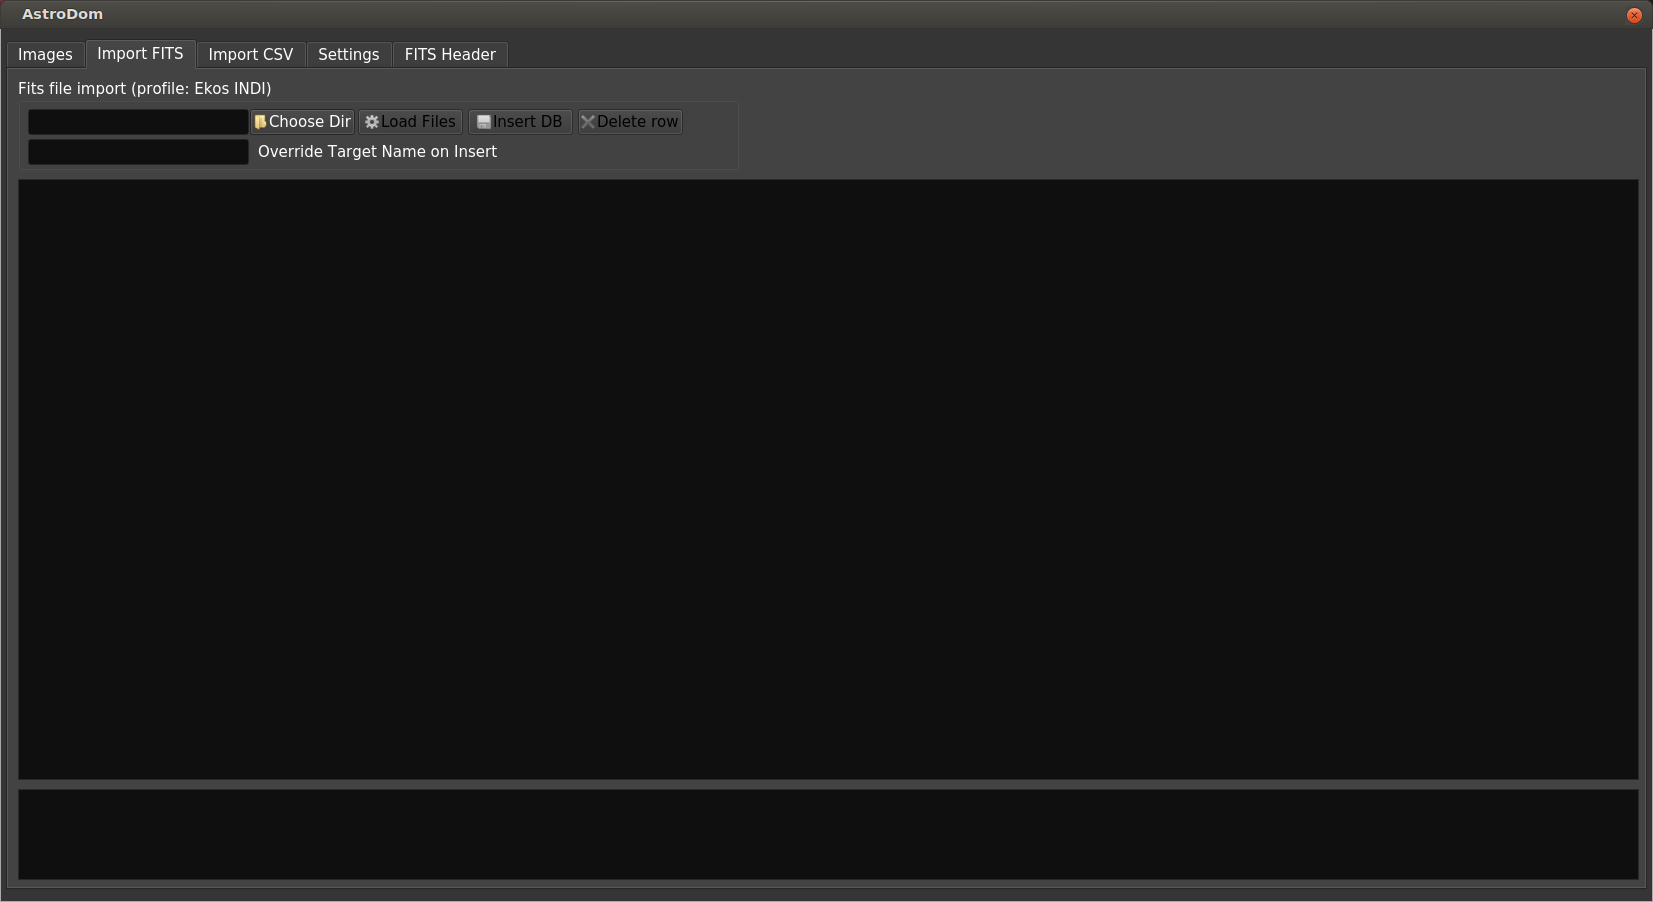 AstroDom
Images Import FITS Import CSV Settings FITS Header
Fits file import (profile: Ekos INDI)
Choose Dir Load Files Insert DB Delete row
Override Target Name on Insert